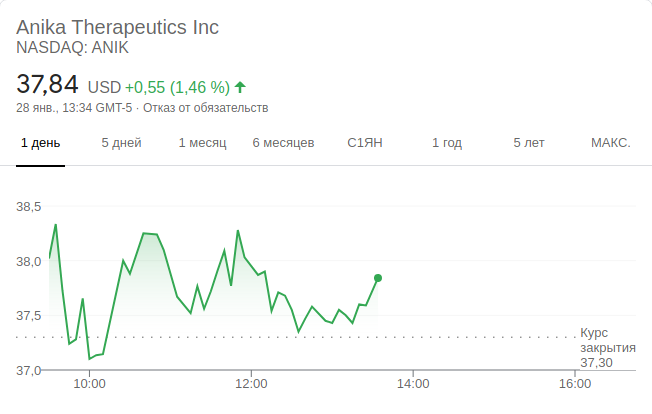 Anika Therapeutics Inc
NASDAQ: ANIK
37,84 USD +0,55 (1,46 %)
28 янв., 13:34 GMT-5 · Отказ от обязательств
1 день 5 дней 1 месяц 6 месяцев С1ЯН 1 год 5 лет МАКС.
38,5
38,0
37,5
37,0
Курс
закрытия
37,30
10:00 12:00 14:00 16:00